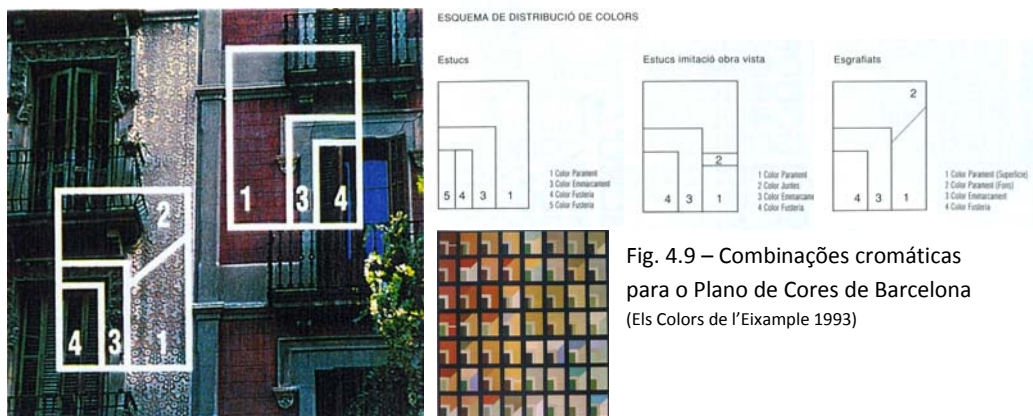 ESQUEMA DE DISTRIBUCIÓ DE COLORS
Estucs
5 4 3 1
1 Color Parament
3 Color Emmarcament
4 Color Fusteria
5 Color Fusteria
Estucs imitació obra vista
2
4 3 1
1 Color Parament
2 Color Juntes
3 Color Emmarcame
4 Color Fusteria
Esgrafiats
2
4 3 1
1 Color Parament (Superfície)
2 Color Parament (Fons)
3 Color Emmarcament
4 Color Fusteria
1 3 4
2
4 3 1
Fig. 4.9 – Combinações cromáticas
para o Plano de Cores de Barcelona
(Els Colors de l’Eixample 1993)